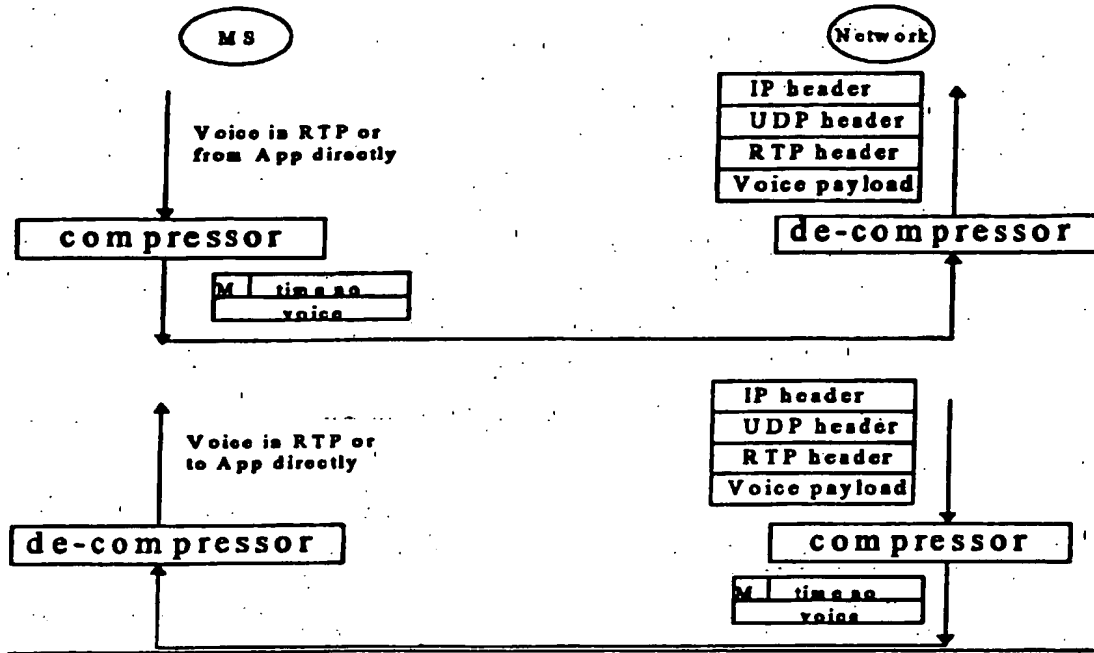 MS
Network
IP header
UDP header
RTP header
Voice payload
Voice in RTP or
from App directly
compressor
de-compressor
M time no
voice
IP header
UDP header
RTP header
Voice payload
Voice in RTP or
to App directly
de-compressor
compressor
M time no
voice